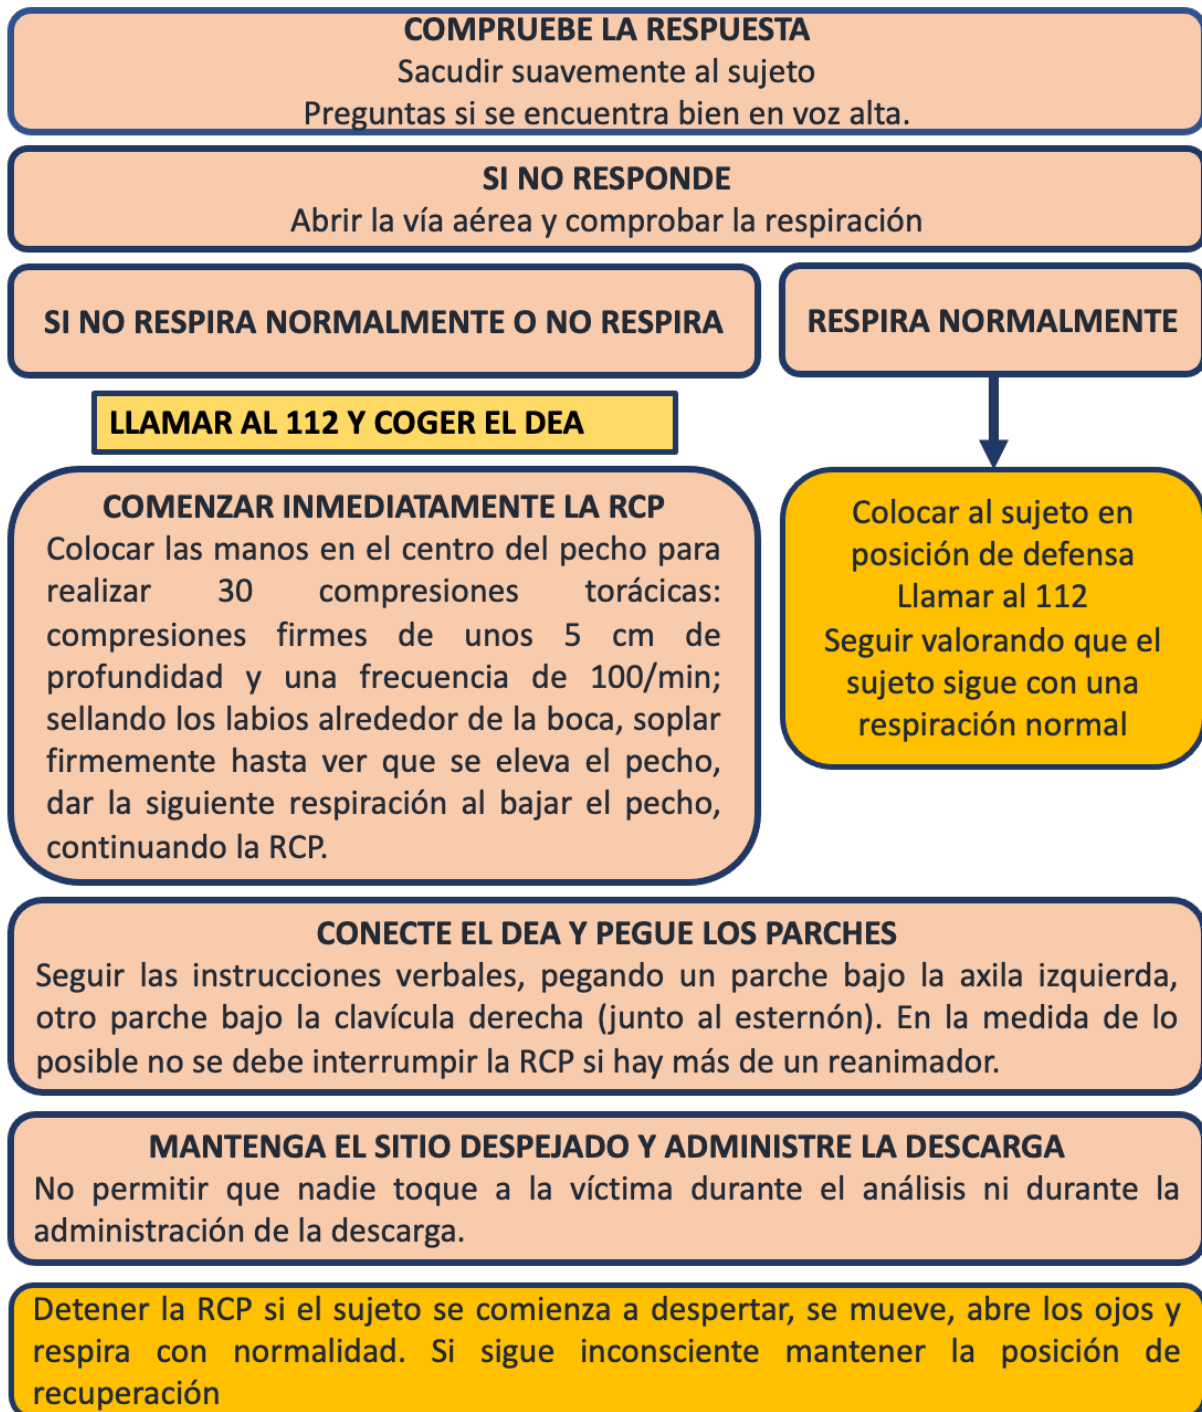 COMPRUEBE LA RESPUESTA
Sacudir suavemente al sujeto
Preguntas si se encuentra bien en voz alta.
SI NO RESPONDE
Abrir la vía aérea y comprobar la respiración
SI NO RESPIRA NORMALMENTE O NO RESPIRA
RESPIRA NORMALMENTE
LLAMAR AL 112 Y COGER EL DEA
COMENZAR INMEDIATAMENTE LA RCP
Colocar las manos en el centro del pecho para
realizar 30 compresiones torácicas:
compresiones firmes de unos 5 cm de
profundidad y una frecuencia de 100/min;
sellando los labios alrededor de la boca, soplar
firmemente hasta ver que se eleva el pecho,
dar la siguiente respiración al bajar el pecho,
continuando la RCP.
Colocar al sujeto en
posición de defensa
Llamar al 112
Seguir valorando que el
sujeto sigue con una
respiración normal
CONECTE EL DEA Y PEGUE LOS PARCHES
Seguir las instrucciones verbales, pegando un parche bajo la axila izquierda,
otro parche bajo la clavícula derecha (junto al esternón). En la medida de lo
posible no se debe interrumpir la RCP si hay más de un reanimador.
MANTENGA EL SITIO DESPEJADO Y ADMINISTRE LA DESCARGA
No permitir que nadie toque a la víctima durante el análisis ni durante la
administración de la descarga.
Detener la RCP si el sujeto se comienza a despertar, se mueve, abre los ojos y
respira con normalidad. Si sigue inconsciente mantener la posición de
recuperación